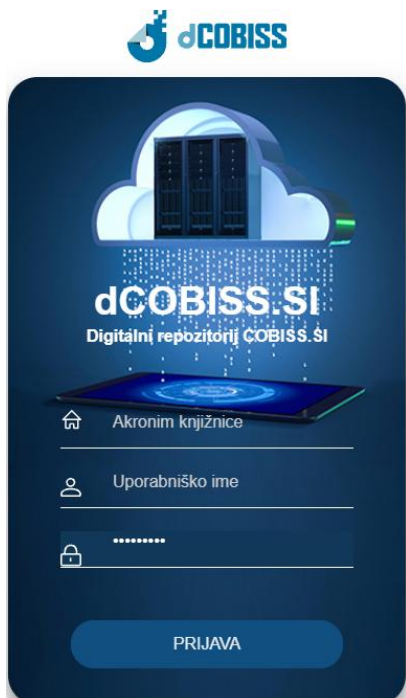 dCOBISS
dCOBISS.SI
Digitalni repozitorij COBISS.SI
Akronim knjižnice
Uporabniško ime
•••••••••
PRIJAVA